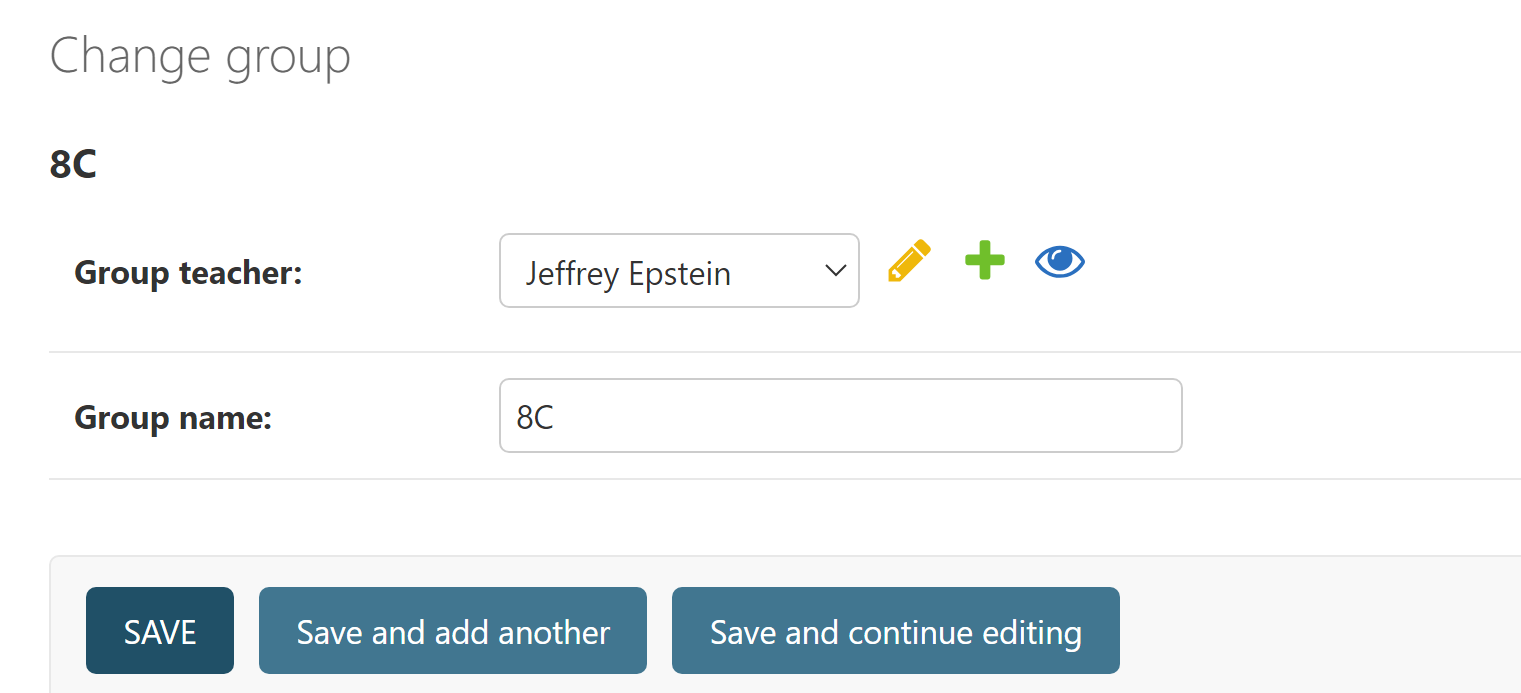 Change group
8C
Group teacher:
Jeffrey Epstein
Group name:
8C
SAVE
Save and add another
Save and continue editing